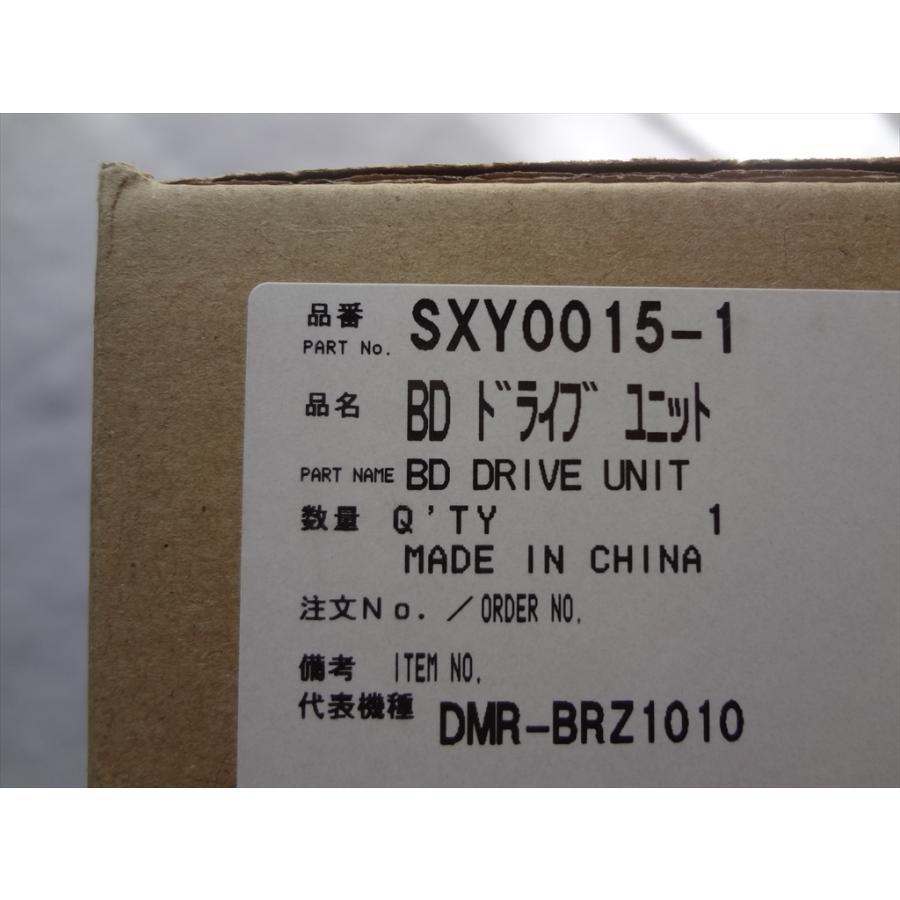 品番 SXY0015-1
PART No.
品名 BD ﾄﾞﾗｲﾌﾞ ﾕﾆｯﾄ
PART NAME BD DRIVE UNIT
数量 Q'TY 1
MADE IN CHINA
注文No. ／ORDER NO.
備考 ITEM NO.
代表機種 DMR-BRZ1010